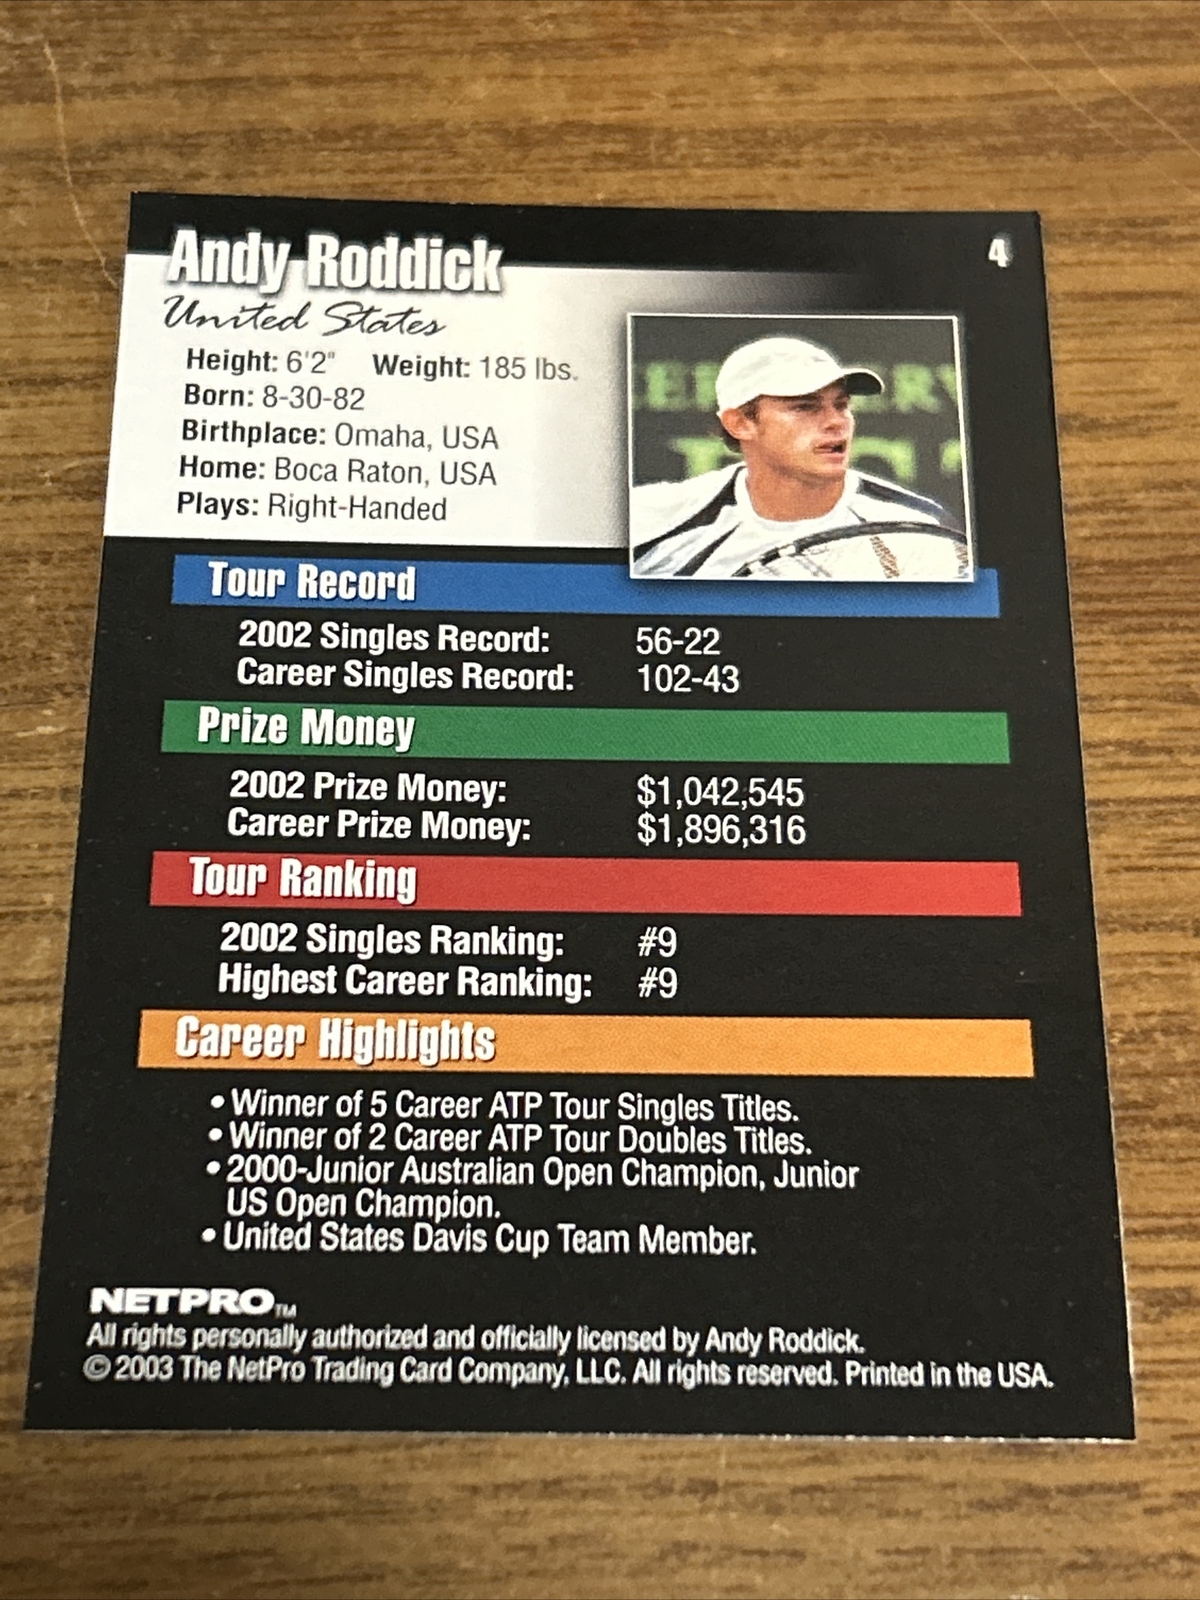 Andy Roddick
4
United States
Height: 6'2" Weight: 185 lbs.
Born: 8-30-82
Birthplace: Omaha, USA
Home: Boca Raton, USA
Plays: Right-Handed
Tour Record
2002 Singles Record: 56-22
Career Singles Record: 102-43
Prize Money
2002 Prize Money: $1,042,545
Career Prize Money: $1,896,316
Tour Ranking
2002 Singles Ranking: #9
Highest Career Ranking: #9
Career Highlights
• Winner of 5 Career ATP Tour Singles Titles.
• Winner of 2 Career ATP Tour Doubles Titles.
• 2000-Junior Australian Open Champion, Junior
US Open Champion.
• United States Davis Cup Team Member.
NETPRO™
All rights personally authorized and officially licensed by Andy Roddick.
© 2003 The NetPro Trading Card Company, LLC. All rights reserved. Printed in the USA.